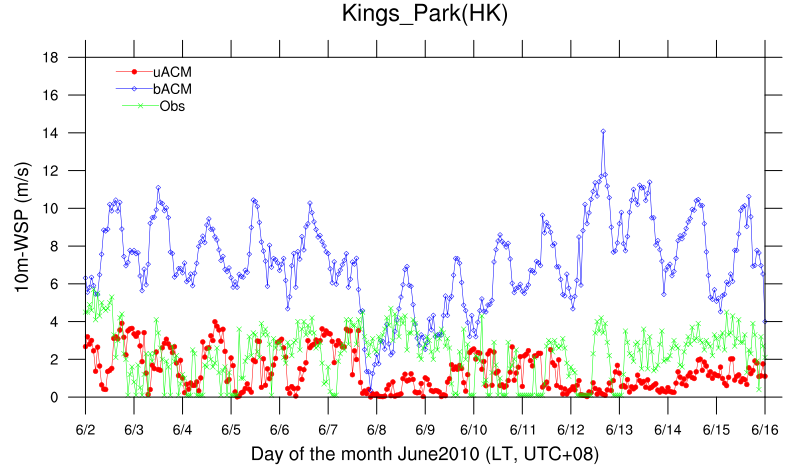 Kings_Park(HK)
18
16
14
12
10
8
6
4
2
0
10m-WSP (m/s)
uACM
bACM
Obs
6/2 6/3 6/4 6/5 6/6 6/7 6/8 6/9 6/10 6/11 6/12 6/13 6/14 6/15 6/16
Day of the month June2010 (LT, UTC+08)